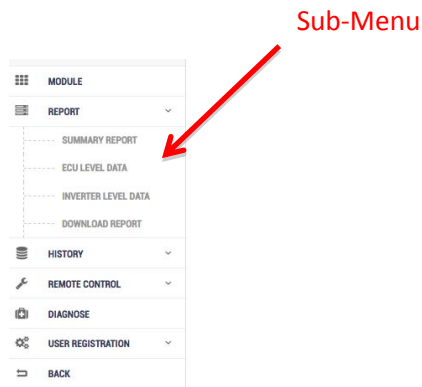 Sub-Menu
MODULE
REPORT
SUMMARY REPORT
ECU LEVEL DATA
INVERTER LEVEL DATA
DOWNLOAD REPORT
HISTORY
REMOTE CONTROL
DIAGNOSE
USER REGISTRATION
BACK